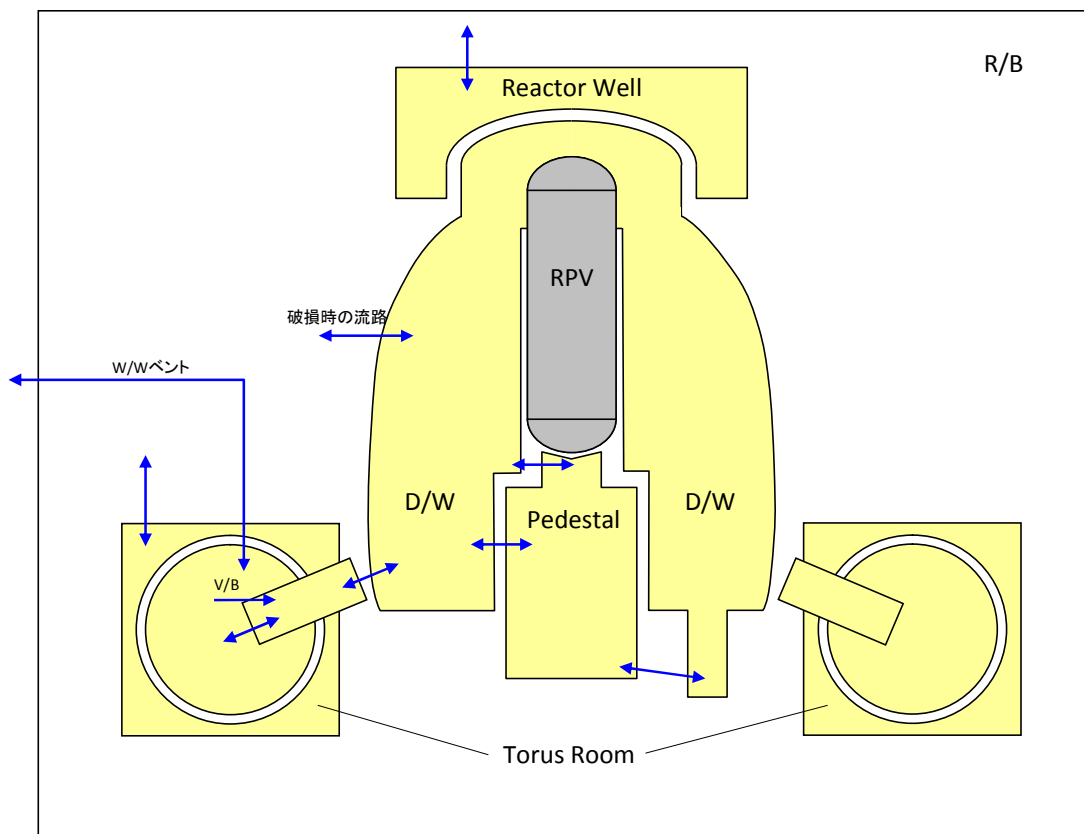 R/B
Reactor Well
RPV
破損時の流路
W/Wベント
D/W
D/W
Pedestal
V/B
Torus Room